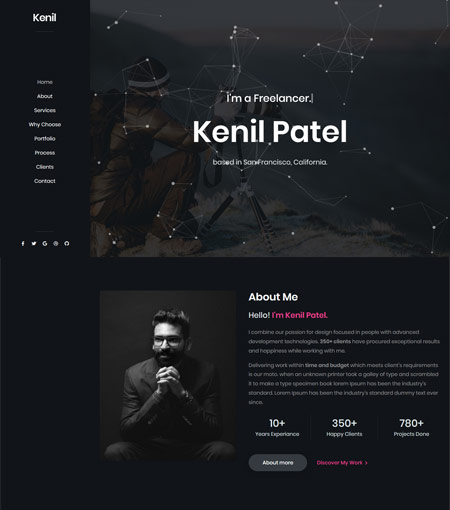 Kenil
Home
About
Services
Why Choose
Portfolio
Process
Clients
Contact
I'm a Freelancer.
Kenil Patel
based in San Francisco, California.
About Me
Hello! I'm Kenil Patel.
I combine our passion for design focused in people with advanced
development technologies. 350+ clients have procured exceptional results
and happiness while working with me.
Delivering work within time and budget which meets client's requirements
is our moto. when an unknown printer took a galley of type and scrambled
it to make a type specimen book lorem Ipsum has been the industry's
standard. Lorem Ipsum has been the industry's standard dummy text ever
since.
10+
Years Experiance
350+
Happy Clients
780+
Projects Done
About more
Discover My Work